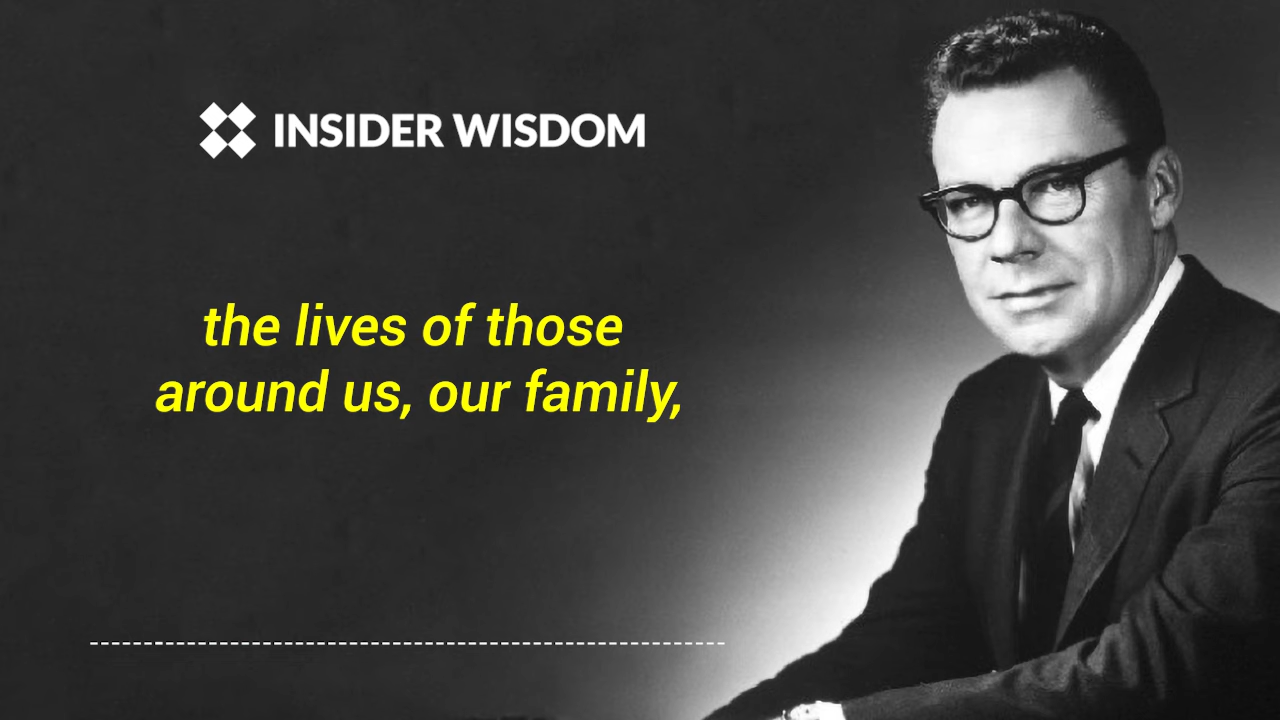 INSIDER WISDOM
the lives of those
around us, our family,